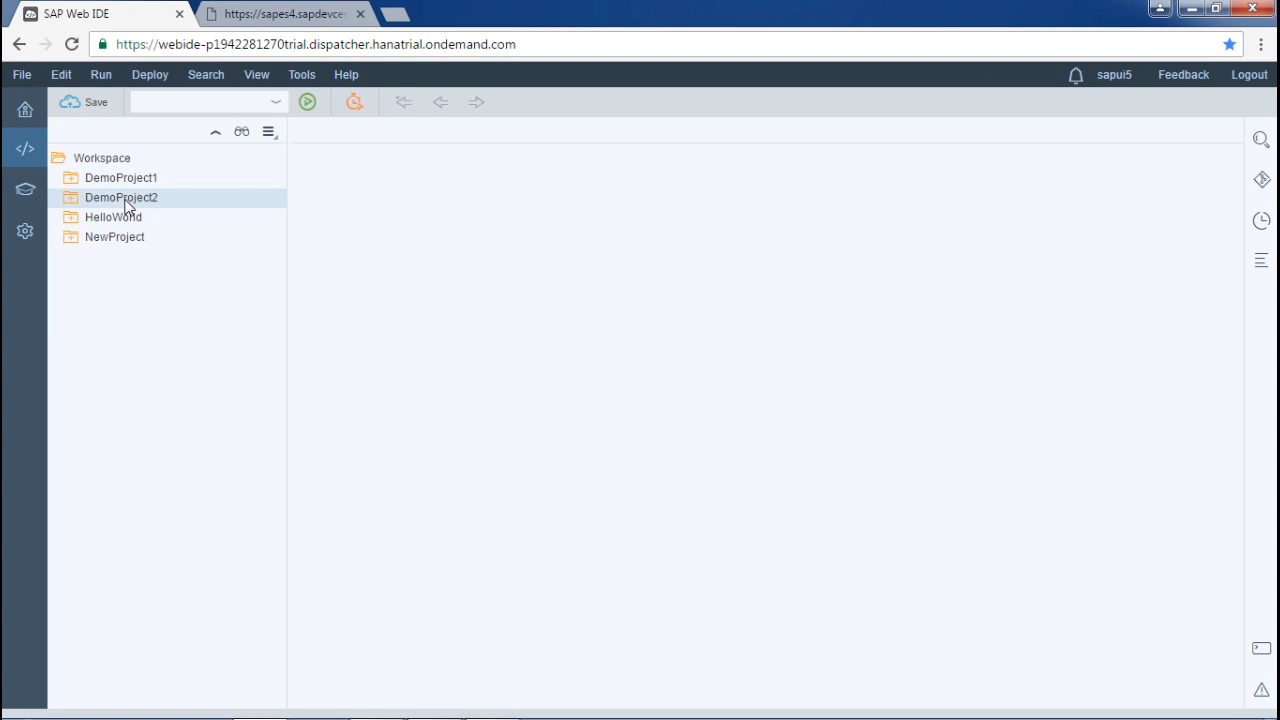 SAP Web IDE
https://sapes4.sapdevcer
https://webide-p1942281270trial.dispatcher.hanatrial.ondemand.com
File Edit Run Deploy Search View Tools Help sapui5 Feedback Logout
Save
Workspace
DemoProject1
DemoProject2
HelloWorld
NewProject